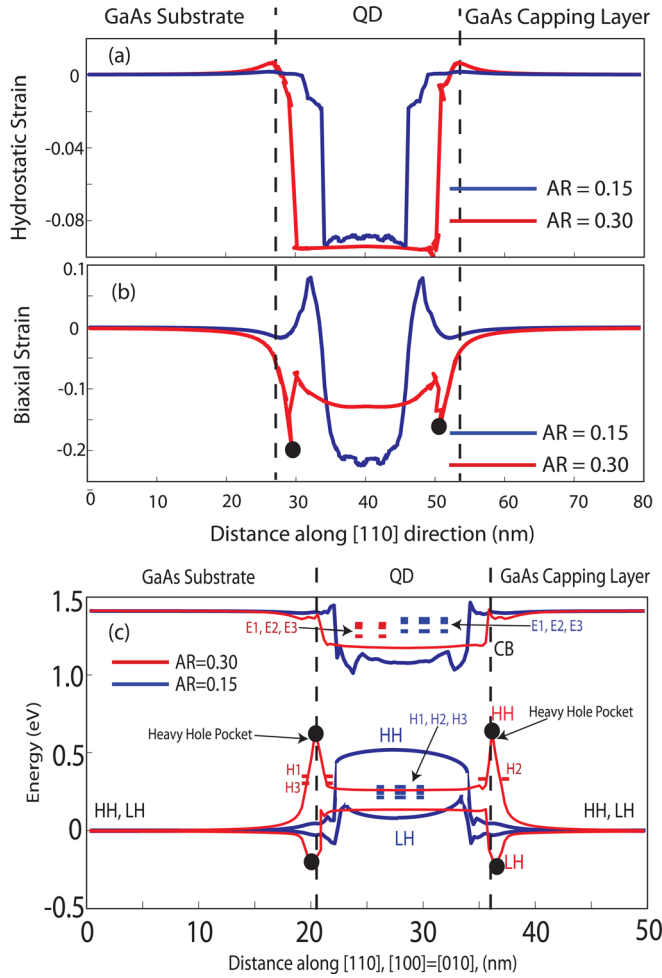 GaAs Substrate QD GaAs Capping Layer
(a)
0
-0.04
-0.08
Hydrostatic Strain
AR = 0.15
AR = 0.30
0.1
0
-0.1
-0.2
(b)
Biaxial Strain
AR = 0.15
AR = 0.30
0 10 20 30 40 50 60 70 80
Distance along [110] direction (nm)
GaAs Substrate QD GaAs Capping Layer
1.5
1.0
0.5
0
-0.5
Energy (eV)
(c)
E1, E2, E3
E1, E2, E3
CB
AR=0.30
AR=0.15
Heavy Hole Pocket
HH
H1, H2, H3
HH
Heavy Hole Pocket
H1
H3
H2
HH, LH
HH, LH
LH
LH
0 10 20 30 40 50
Distance along [110], [100]=[010], (nm)